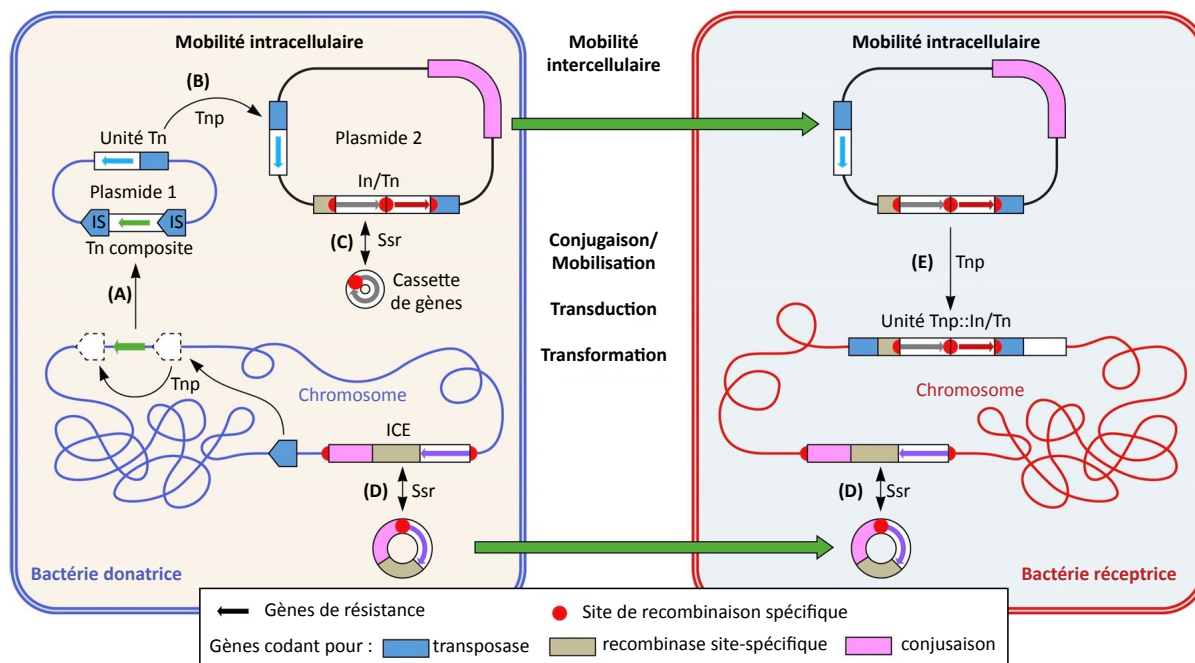 Mobilité intracellulaire
(B)
Tnp
Unité Tn
Plasmide 1
IS
IS
Tn composite
(A)
Tnp
Plasmide 2
In/Tn
(C)
Ssr
Cassette
de gènes
Chromosome
ICE
(D)
Ssr
Bactérie donatrice
Mobilité
intercellulaire
Conjugaison/
Mobilisation
Transduction
Transformation
Mobilité intracellulaire
(E)
Tnp
Unité Tnp::In/Tn
Chromosome
(D)
Ssr
Bactérie réceptrice
Gènes de résistance
Site de recombinaison spécifique
Gènes codant pour :
transposase
recombinase site-spécifique
conjusaison